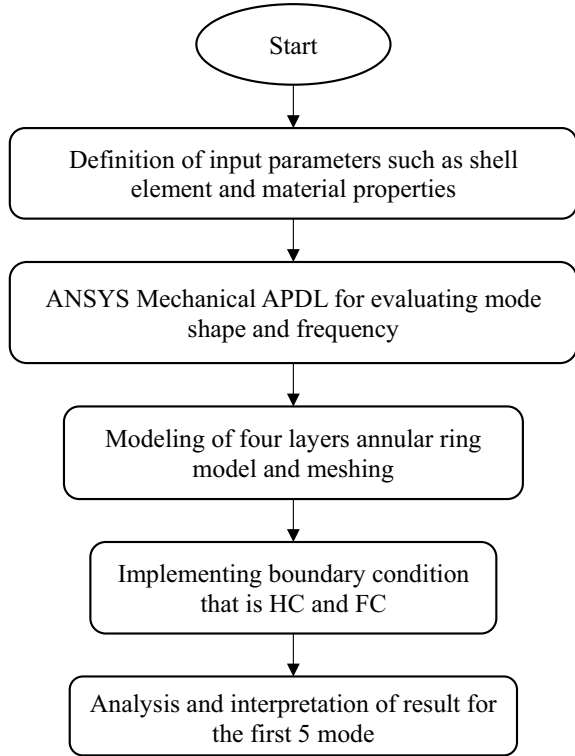 Start
Definition of input parameters such as shell
element and material properties
ANSYS Mechanical APDL for evaluating mode
shape and frequency
Modeling of four layers annular ring
model and meshing
Implementing boundary condition
that is HC and FC
Analysis and interpretation of result for
the first 5 mode